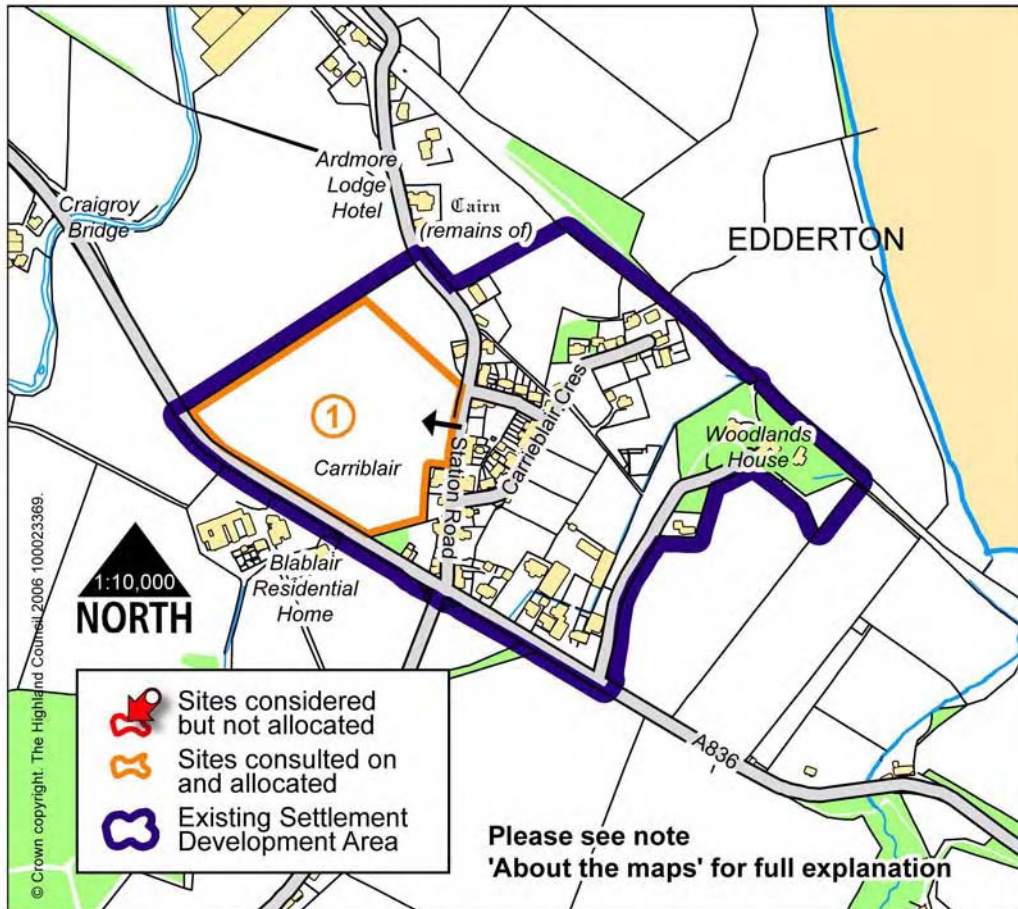 Ardmore
Lodge
Hotel
Craigroy
Bridge
Cairn
(remains of)
EDDERTON
1
Carriblair
Station Road
Carrieblair Cres
Woodlands
House
Blablair
Residential
Home
1:10,000
NORTH
A836
© Crown copyright. The Highland Council 2006 100023369.
Sites considered
but not allocated
Sites consulted on
and allocated
Existing Settlement
Development Area
Please see note
'About the maps' for full explanation